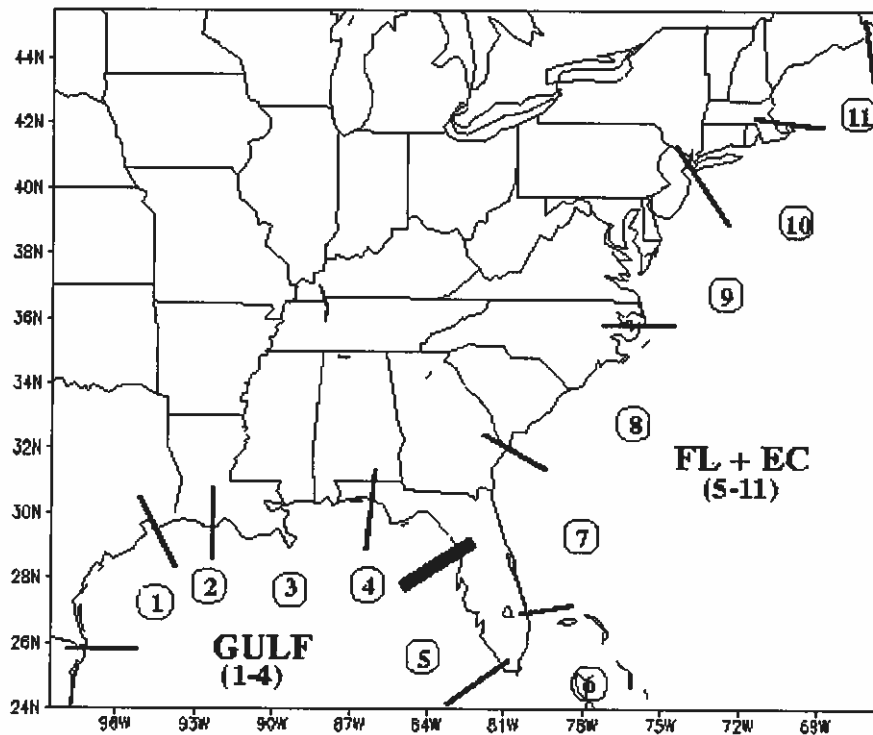 44N
42N
40N
38N
36N
34N
32N
30N
28N
26N
24N
11
10
9
8
FL + EC
(5-11)
7
1
2
3
4
GULF
(1-4)
5
6
96W
93W
90W
87W
84W
81W
78W
75W
72W
69W